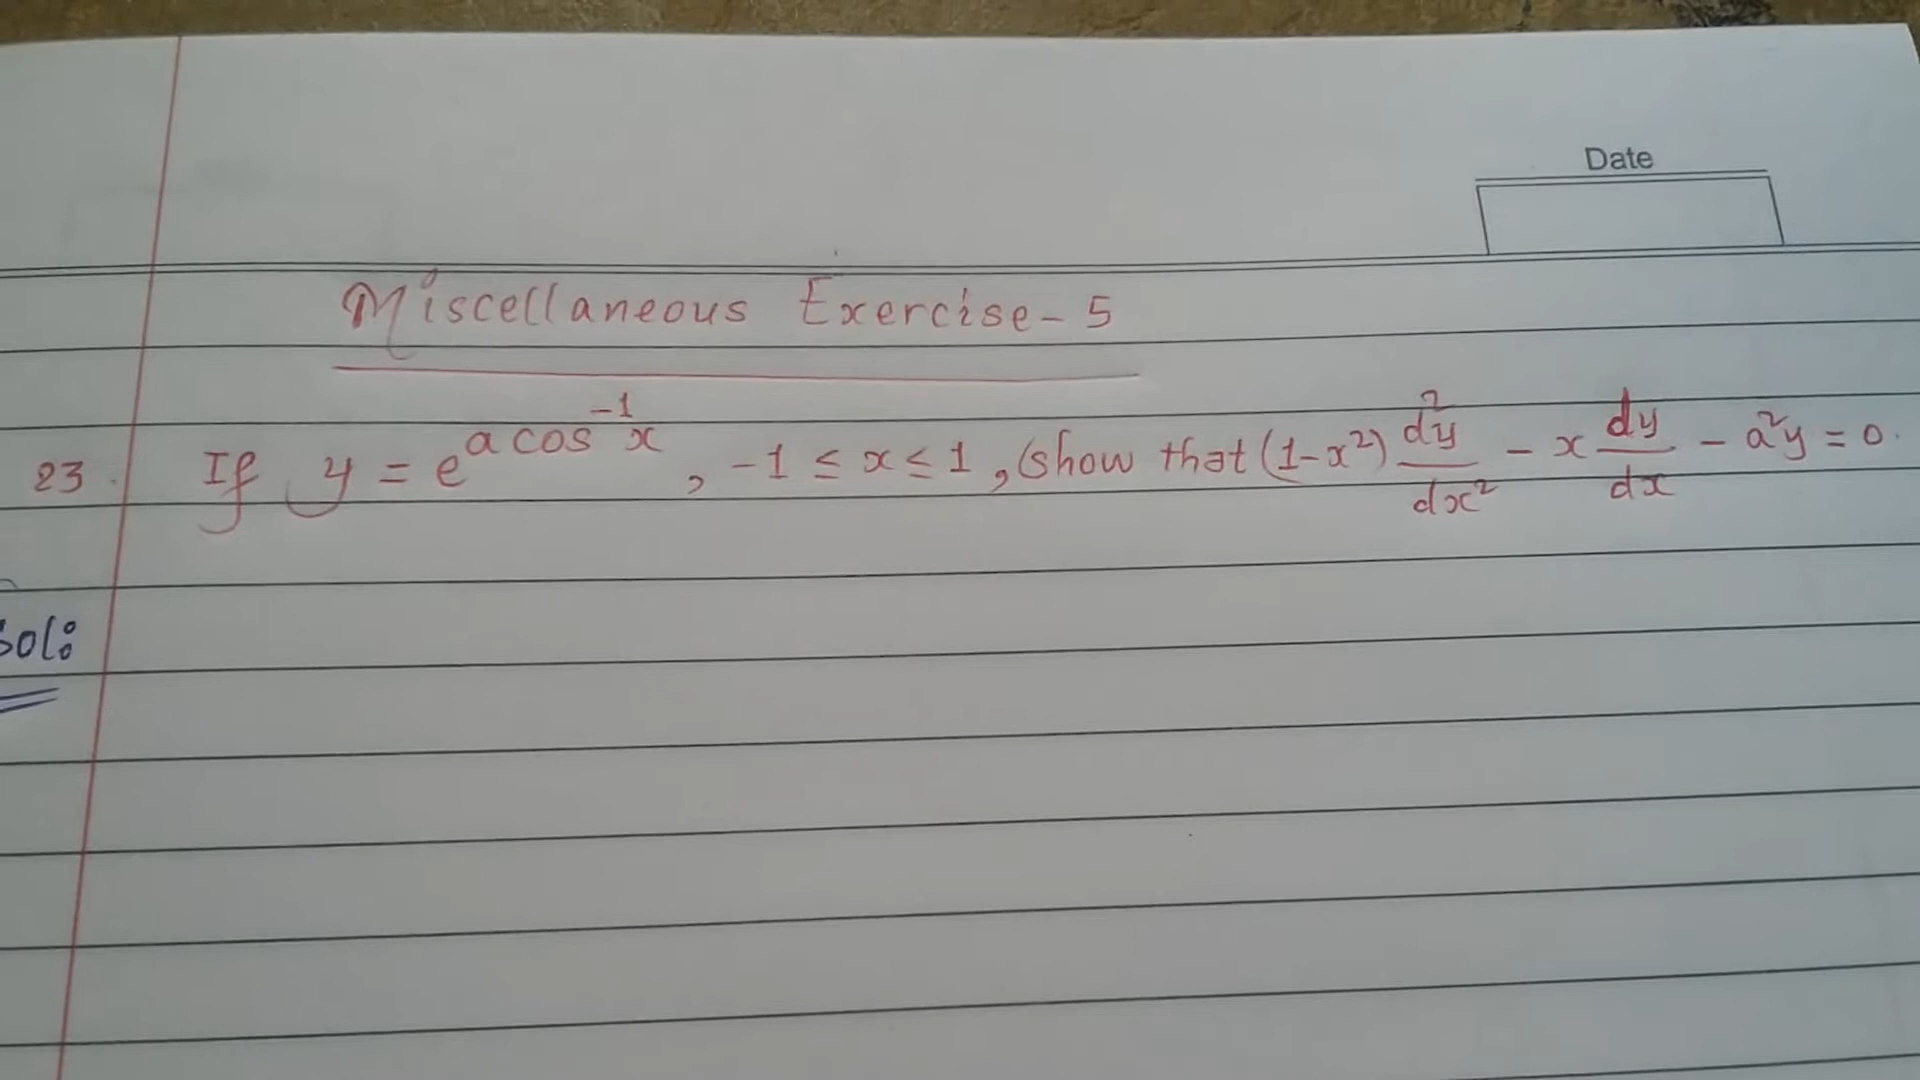 Date
Miscellaneous Exercise-5
23. If y = e^(a cos⁻¹x), -1 ≤ x ≤ 1, show that (1-x²) d²y/dx² - x dy/dx - a²y = 0.
Sol: